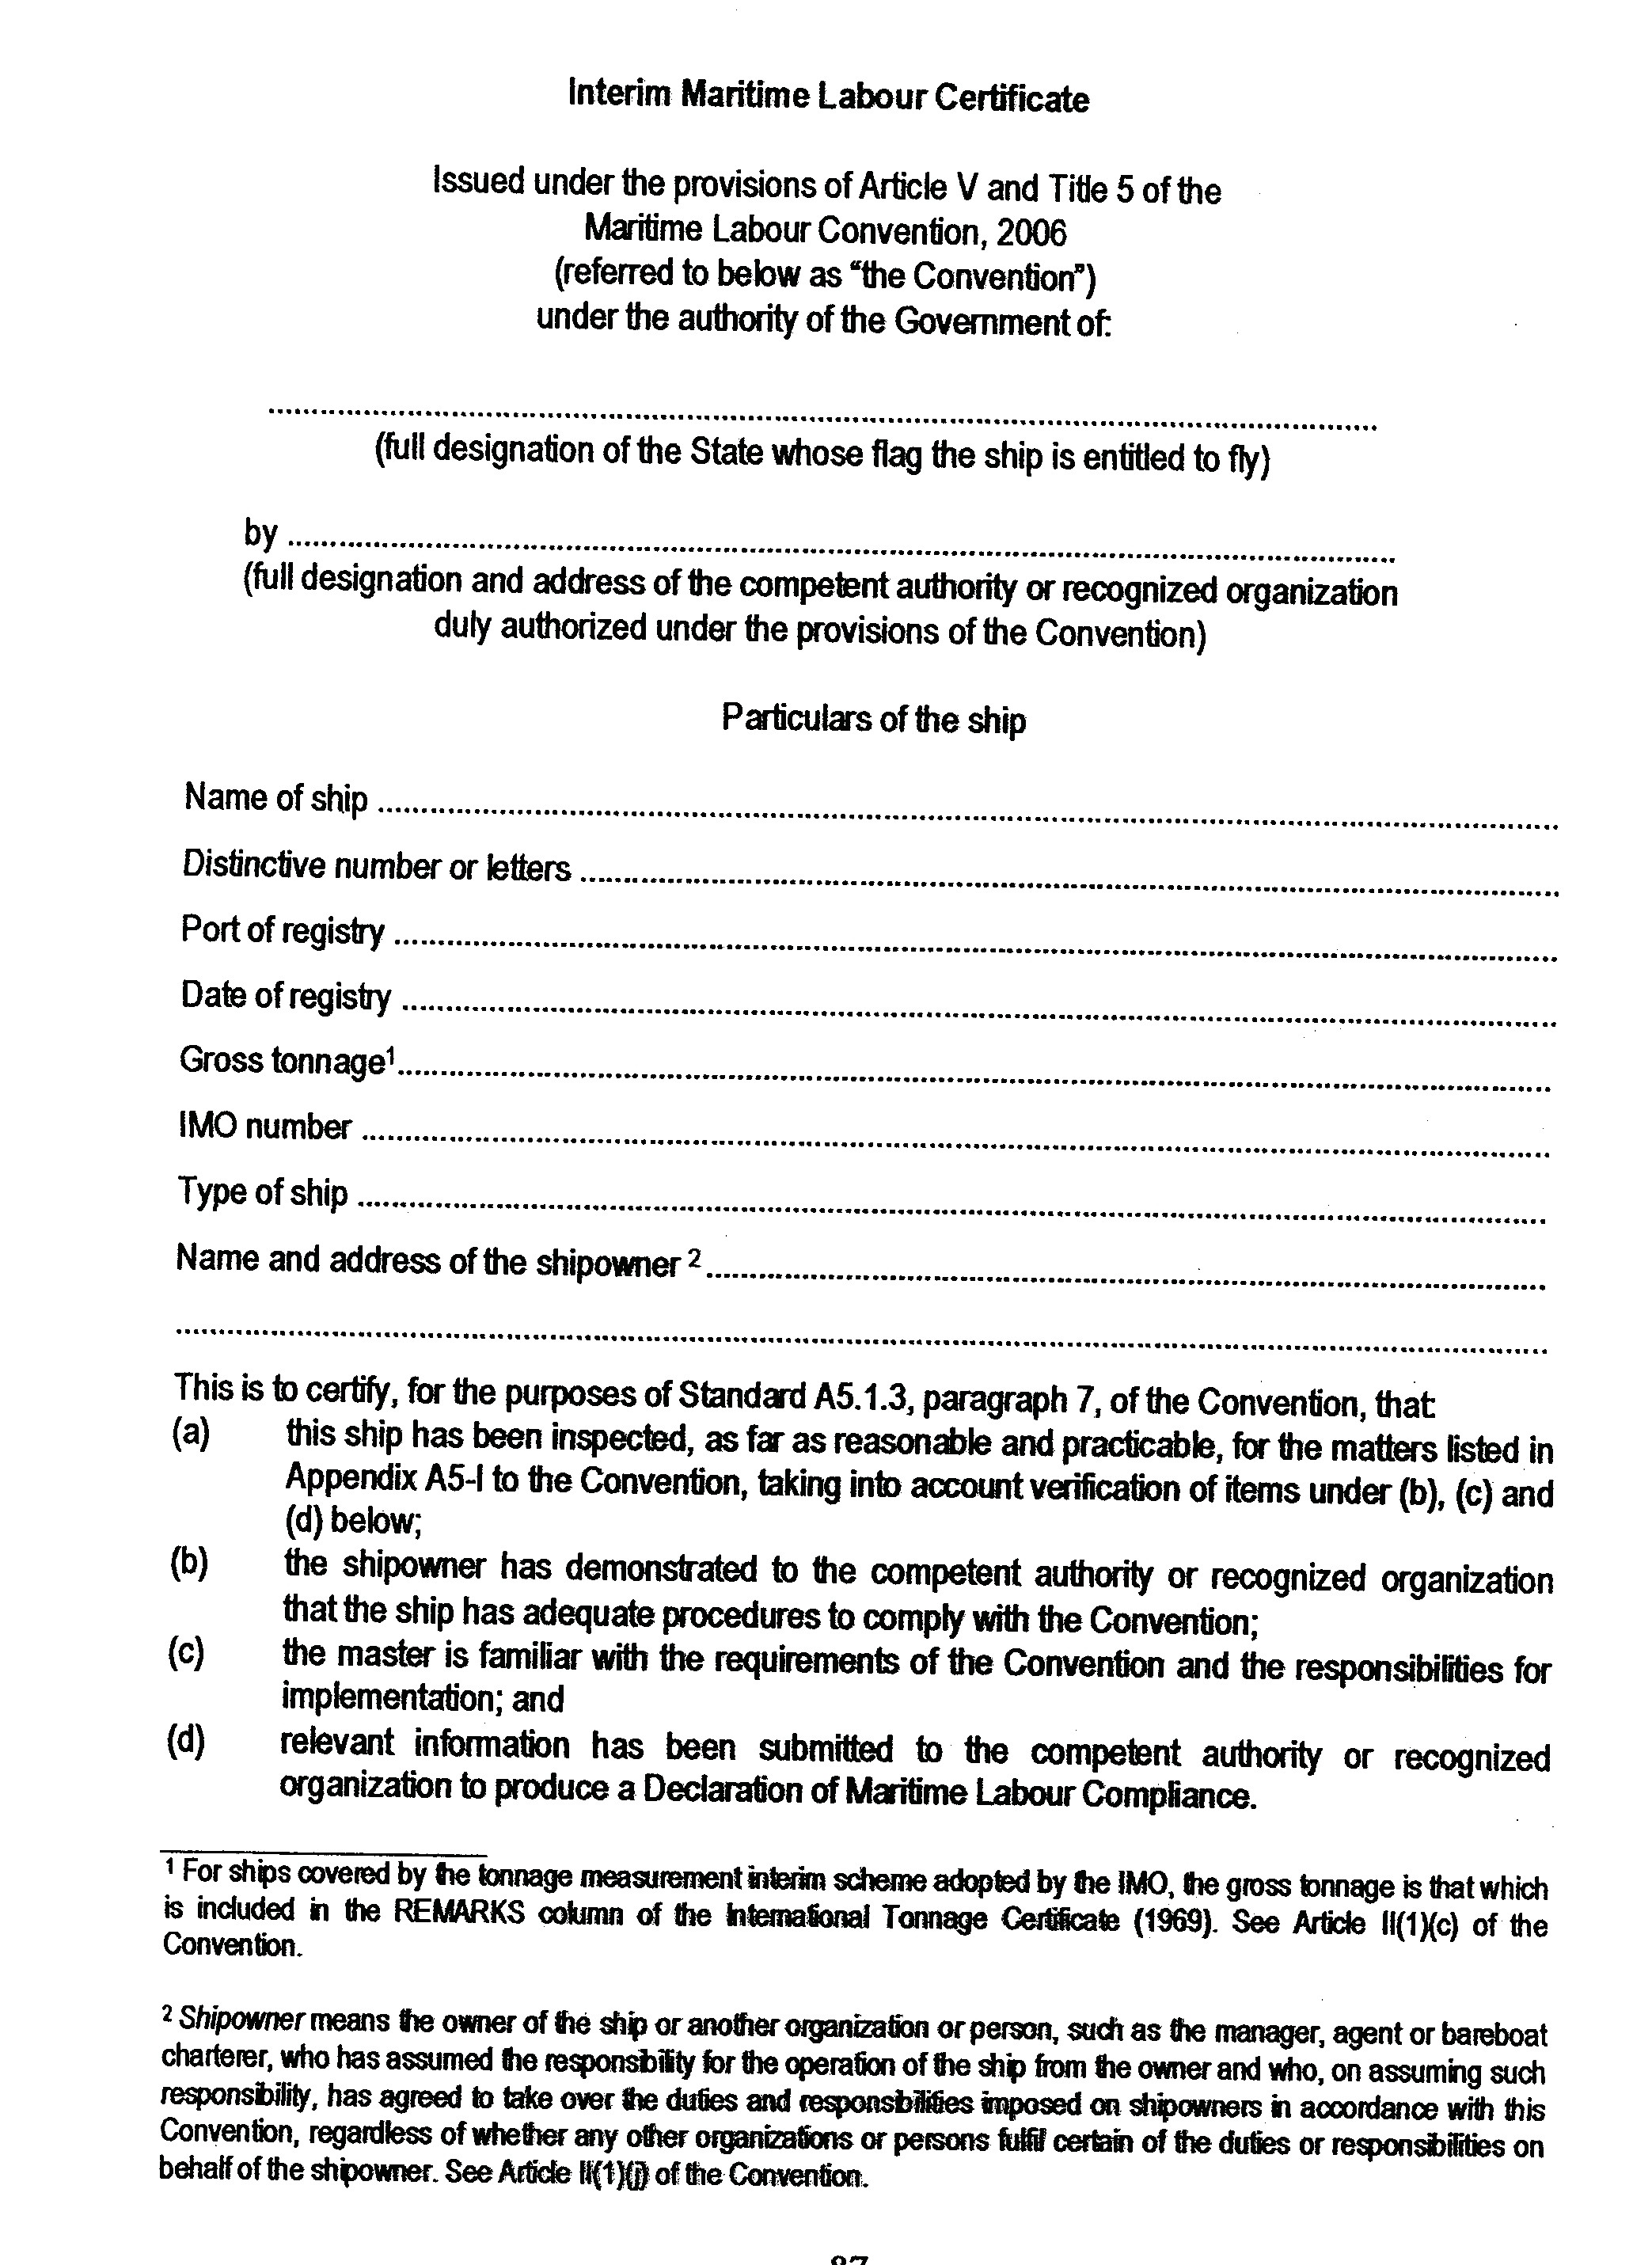 Interim Maritime Labour Certificate
Issued under the provisions of Article V and Title 5 of the
Maritime Labour Convention, 2006
(referred to below as “the Convention”)
under the authority of the Government of:
........................................................................................................................
(full designation of the State whose flag the ship is entitled to fly)
by ........................................................................................................................
(full designation and address of the competent authority or recognized organization
duly authorized under the provisions of the Convention)
Particulars of the ship
Name of ship ........................................................................................................................
Distinctive number or letters ........................................................................................................................
Port of registry ........................................................................................................................
Date of registry ........................................................................................................................
Gross tonnage¹........................................................................................................................
IMO number ........................................................................................................................
Type of ship ........................................................................................................................
Name and address of the shipowner ² ........................................................................................................................
........................................................................................................................
This is to certify, for the purposes of Standard A5.1.3, paragraph 7, of the Convention, that:
(a) this ship has been inspected, as far as reasonable and practicable, for the matters listed in
Appendix A5-I to the Convention, taking into account verification of items under (b), (c) and
(d) below;
(b) the shipowner has demonstrated to the competent authority or recognized organization
that the ship has adequate procedures to comply with the Convention;
(c) the master is familiar with the requirements of the Convention and the responsibilities for
implementation; and
(d) relevant information has been submitted to the competent authority or recognized
organization to produce a Declaration of Maritime Labour Compliance.
¹ For ships covered by the tonnage measurement interim scheme adopted by the IMO, the gross tonnage is that which
is included in the REMARKS column of the International Tonnage Certificate (1969). See Article II(1)(c) of the
Convention.
² Shipowner means the owner of the ship or another organization or person, such as the manager, agent or bareboat
charterer, who has assumed the responsibility for the operation of the ship from the owner and who, on assuming such
responsibility, has agreed to take over the duties and responsibilities imposed on shipowners in accordance with this
Convention, regardless of whether any other organizations or persons fulfil certain of the duties or responsibilities on
behalf of the shipowner. See Article II(1)(j) of the Convention.